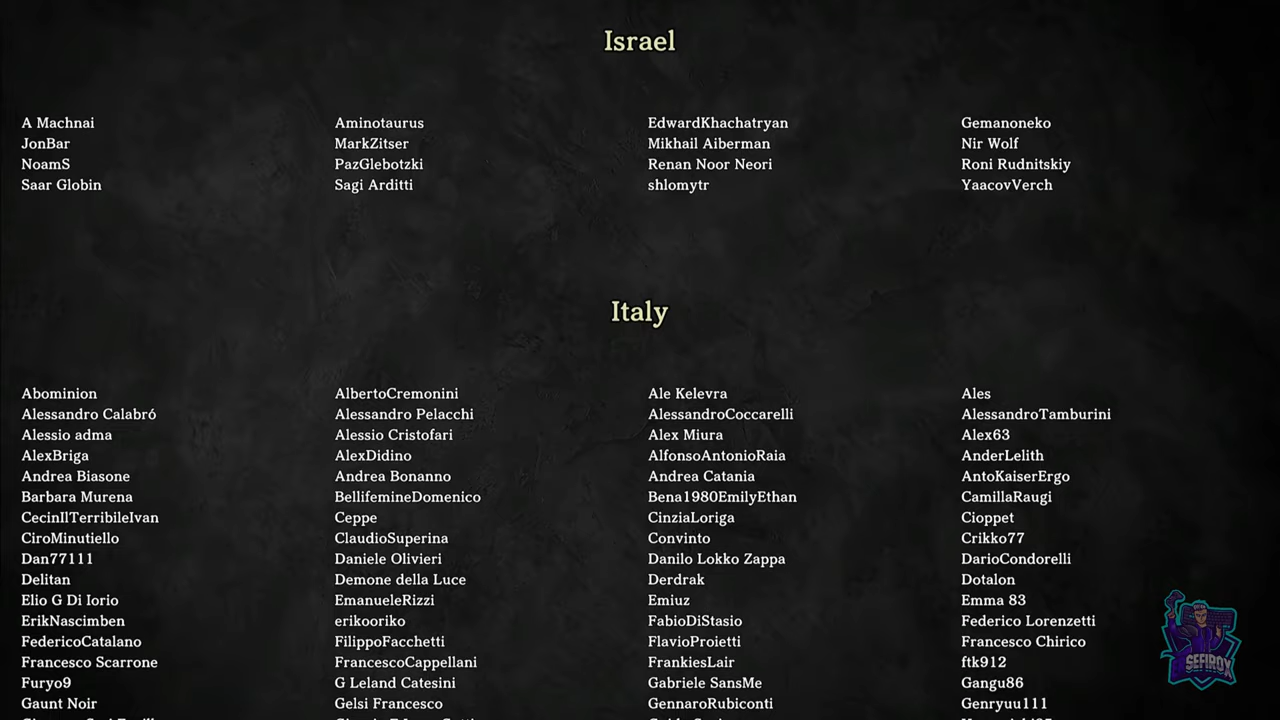 Israel
A Machnai Aminotaurus EdwardKhachatryan Gemanoneko
JonBar MarkZitser Mikhail Aiberman Nir Wolf
NoamS PazGlebotzki Renan Noor Neori Roni Rudnitskiy
Saar Globin Sagi Arditti shlomytr YaacovVerch
Italy
Abominion AlbertoCremonini Ale Kelevra Ales
Alessandro Calabró Alessandro Pelacchi AlessandroCoccarelli AlessandroTamburini
Alessio adma Alessio Cristofari Alex Miura Alex63
AlexBriga AlexDidino AlfonsoAntonioRaia AnderLelith
Andrea Biasone Andrea Bonanno Andrea Catania AntoKaiserErgo
Barbara Murena BellifemineDomenico Bena1980EmilyEthan CamillaRaugi
CecinIlTerribileIvan Ceppe CinziaLoriga Cioppet
CiroMinutiello ClaudioSuperina Convinto Crikko77
Dan77111 Daniele Olivieri Danilo Lokko Zappa DarioCondorelli
Delitan Demone della Luce Derdrak Dotalon
Elio G Di Iorio EmanueleRizzi Emiuz Emma 83
ErikNascimben erikooriko FabioDiStasio Federico Lorenzetti
FedericoCatalano FilippoFacchetti FlavioProietti Francesco Chirico
Francesco Scarrone FrancescoCappellani FrankiesLair ftk912
Furyo9 G Leland Catesini Gabriele SansMe Gangu86
Gaunt Noir Gelsi Francesco GennaroRubiconti Genryuu111
SEFIROX